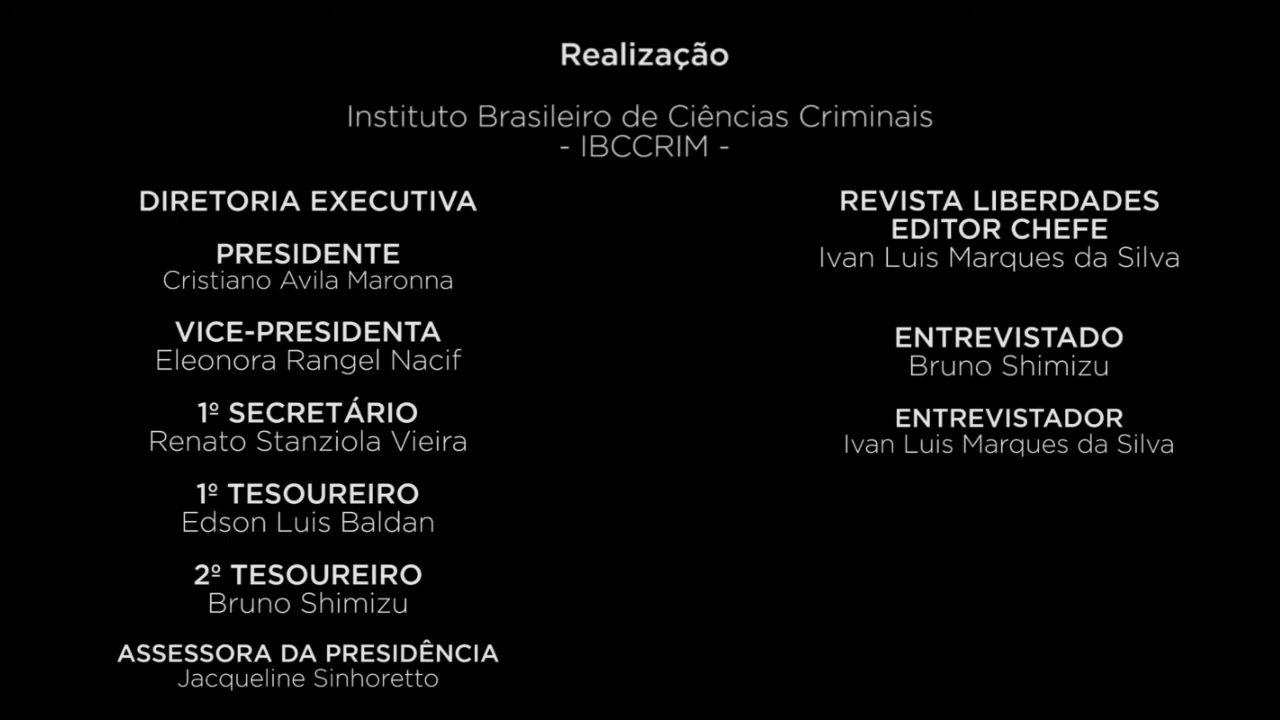 Realização
Instituto Brasileiro de Ciências Criminais
- IBCCRIM -
DIRETORIA EXECUTIVA
PRESIDENTE
Cristiano Avila Maronna
VICE-PRESIDENTA
Eleonora Rangel Nacif
1º SECRETÁRIO
Renato Stanziola Vieira
1º TESOUREIRO
Edson Luis Baldan
2º TESOUREIRO
Bruno Shimizu
ASSESSORA DA PRESIDÊNCIA
Jacqueline Sinhoretto
REVISTA LIBERDADES
EDITOR CHEFE
Ivan Luis Marques da Silva
ENTREVISTADO
Bruno Shimizu
ENTREVISTADOR
Ivan Luis Marques da Silva